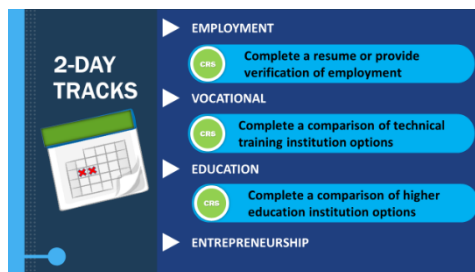 2-DAY
TRACKS
EMPLOYMENT
CRS
Complete a resume or provide
verification of employment
VOCATIONAL
CRS
Complete a comparison of technical
training institution options
EDUCATION
CRS
Complete a comparison of higher
education institution options
ENTREPRENEURSHIP